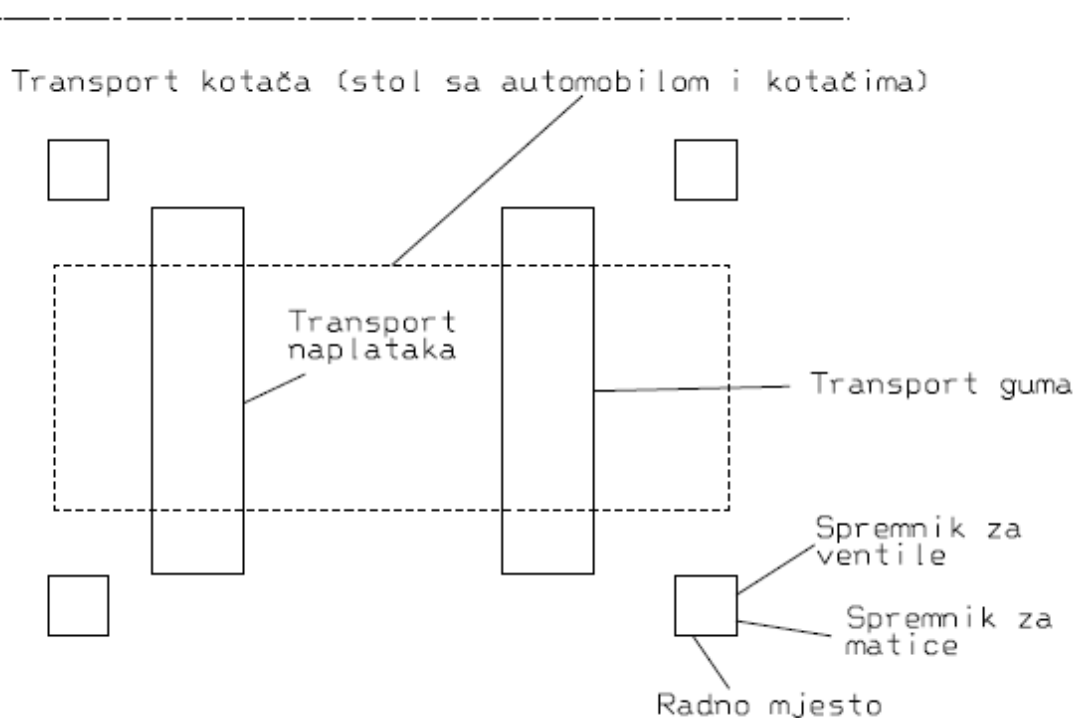 Transport kotača (stol sa automobilom i kotačima)
Transport
naplataka
Transport guma
Spremnik za
ventile
Spremnik za
matice
Radno mjesto